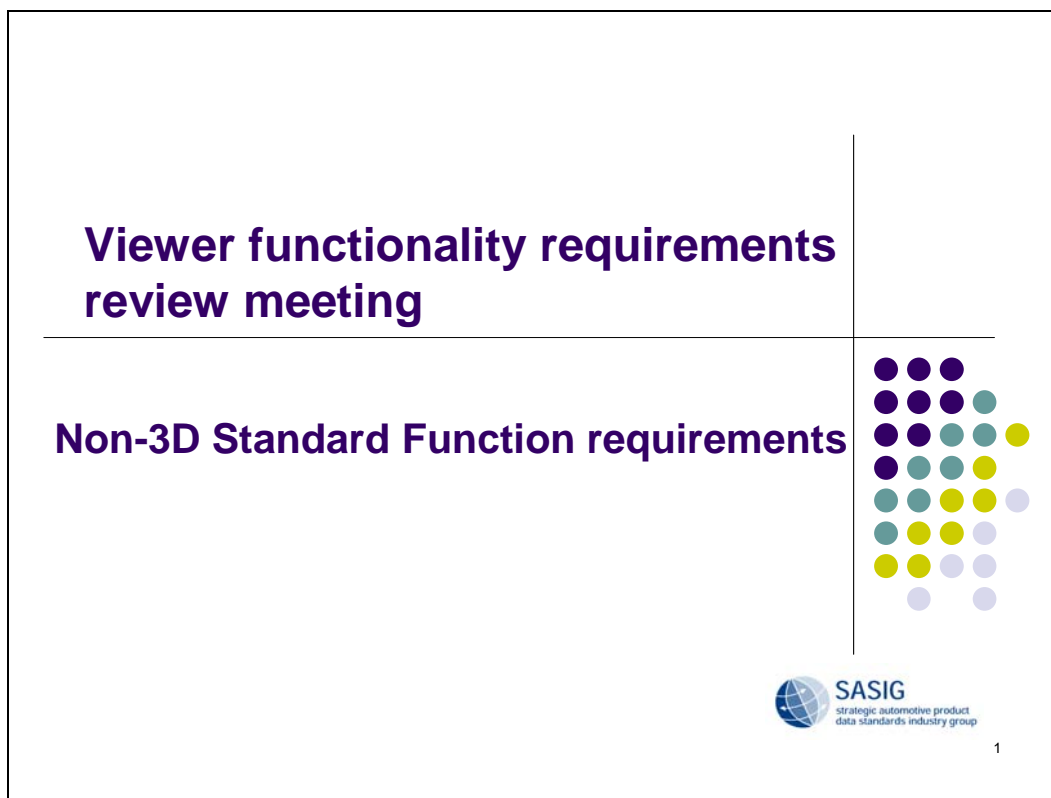 Viewer functionality requirements
review meeting
Non-3D Standard Function requirements
SASIG
strategic automotive product
data standards industry group
1